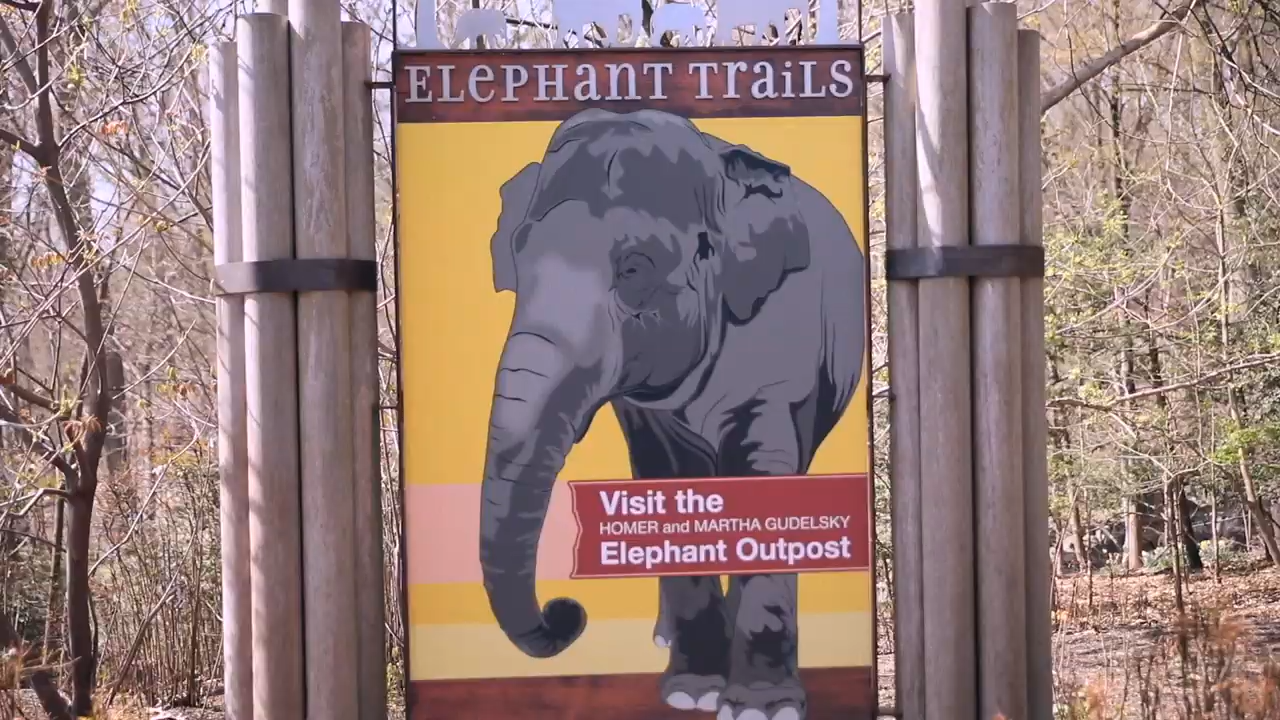 ELePHanT TraiLS
Visit the
HOMER and MARTHA GUDELSKY
Elephant Outpost